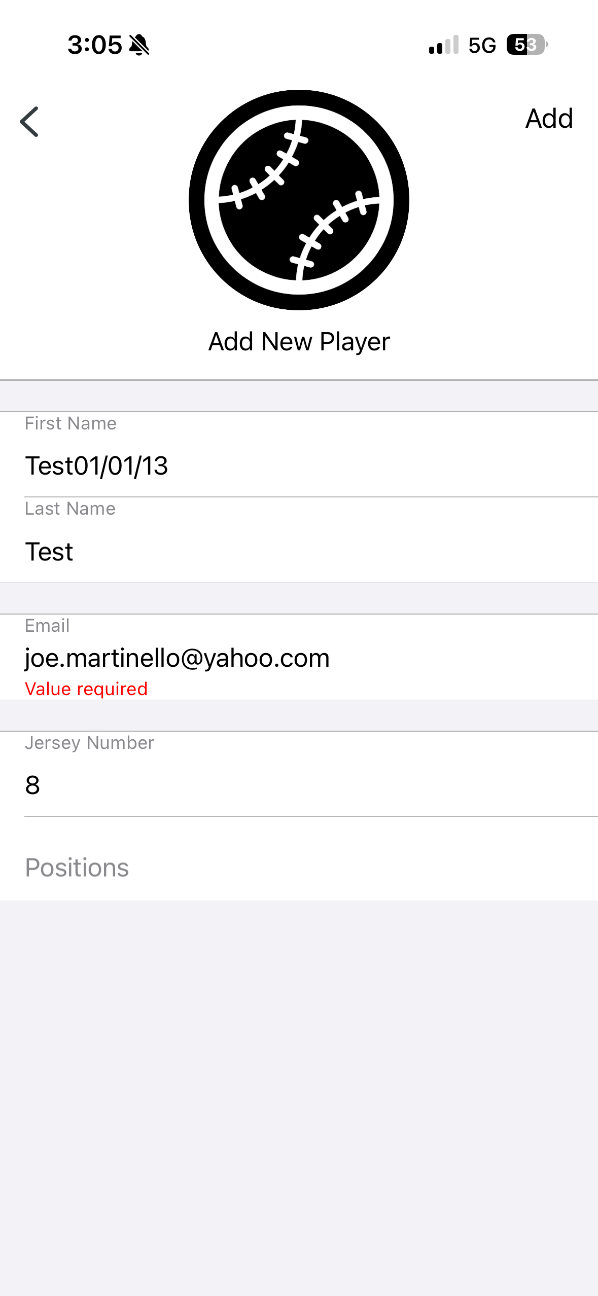 3:05
5G
53
Add
Add New Player
First Name
Test01/01/13
Last Name
Test
Email
joe.martinello@yahoo.com
Value required
Jersey Number
8
Positions